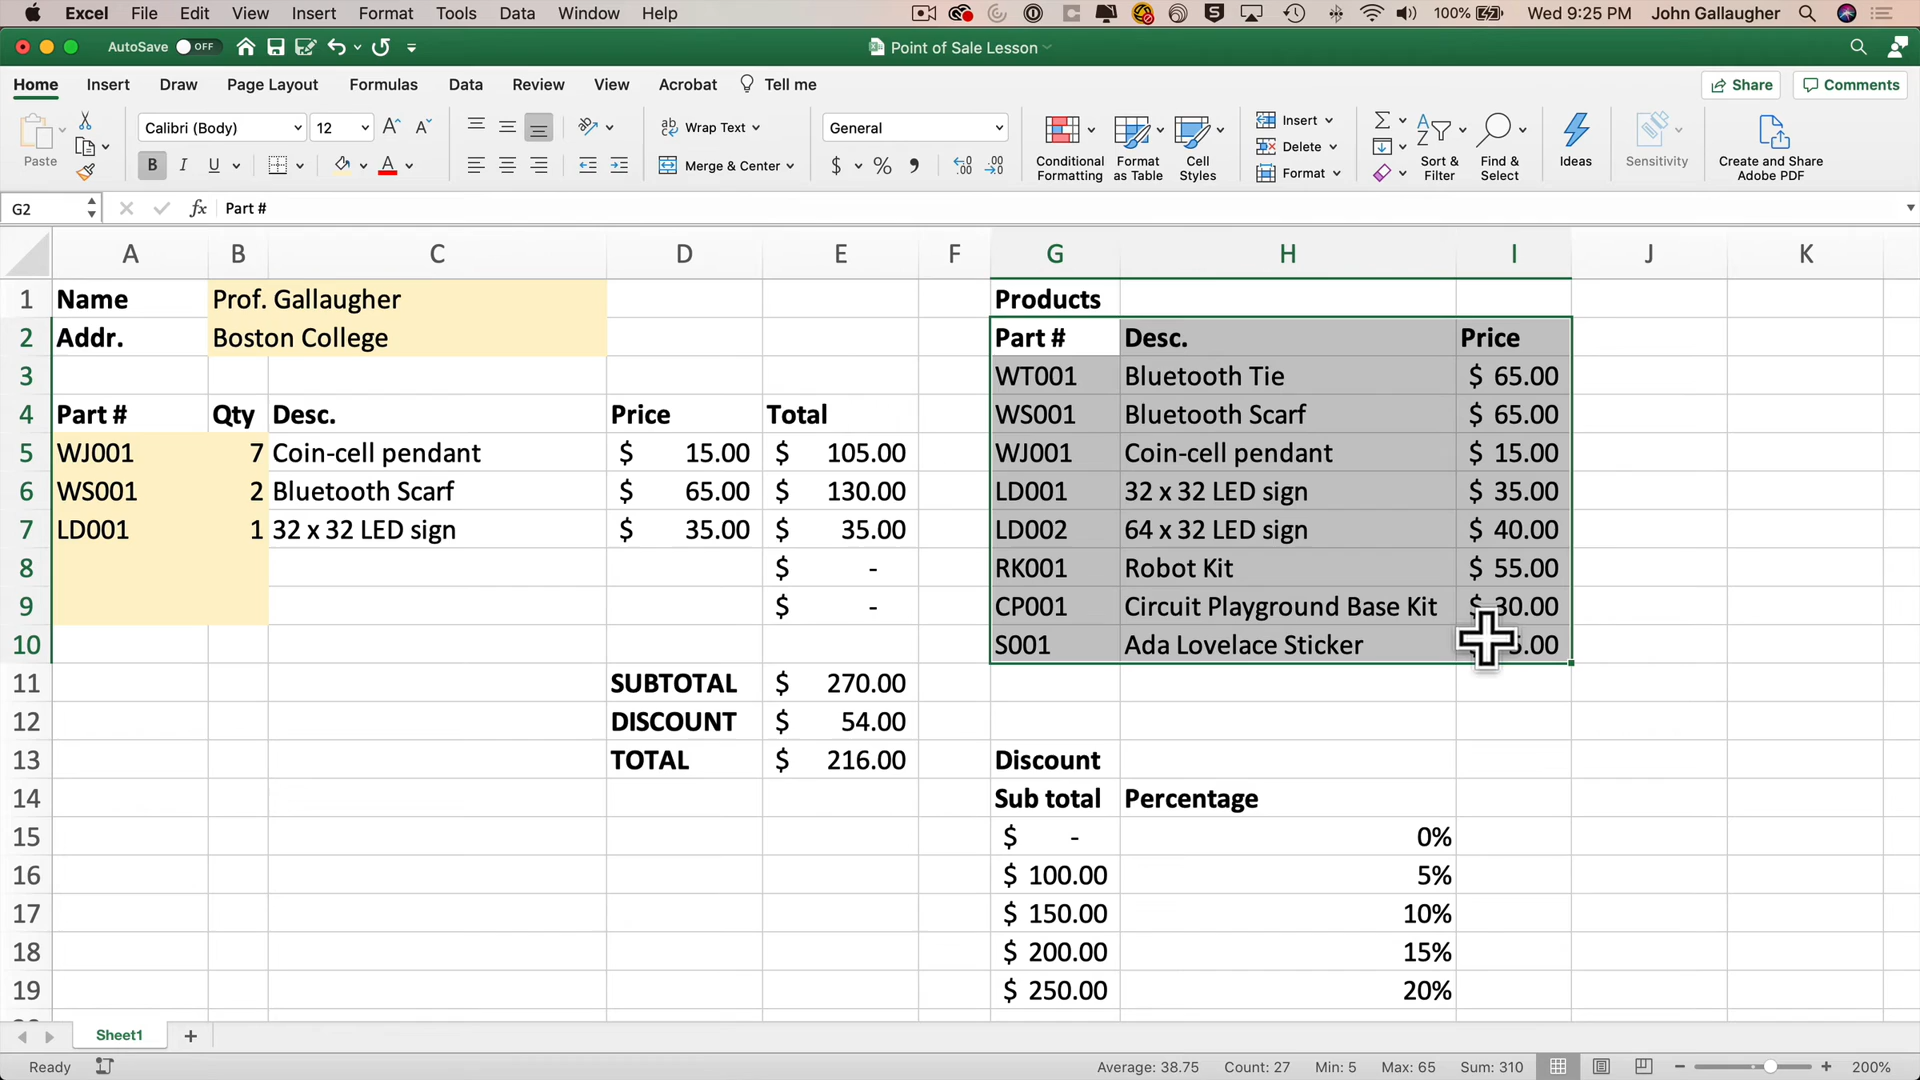 Excel File Edit View Insert Format Tools Data Window Help 100% Wed 9:25 PM John Gallaugher
AutoSave OFF Point of Sale Lesson
Home Insert Draw Page Layout Formulas Data Review View Acrobat Tell me Share Comments
Paste Calibri (Body) 12 Wrap Text General Insert
B I U Merge & Center $ % Delete
Conditional Formatting Format as Table Cell Styles Format Sort & Filter Find & Select Ideas Sensitivity Create and Share Adobe PDF
G2 fx Part #
A B C D E F G H I J K
1 Name Prof. Gallaugher Products
2 Addr. Boston College Part # Desc. Price
3 WT001 Bluetooth Tie $ 65.00
4 Part # Qty Desc. Price Total WS001 Bluetooth Scarf $ 65.00
5 WJ001 7 Coin-cell pendant $ 15.00 $ 105.00 WJ001 Coin-cell pendant $ 15.00
6 WS001 2 Bluetooth Scarf $ 65.00 $ 130.00 LD001 32 x 32 LED sign $ 35.00
7 LD001 1 32 x 32 LED sign $ 35.00 $ 35.00 LD002 64 x 32 LED sign $ 40.00
8 $ - RK001 Robot Kit $ 55.00
9 $ - CP001 Circuit Playground Base Kit $ 30.00
10 S001 Ada Lovelace Sticker
11 SUBTOTAL $ 270.00
12 DISCOUNT $ 54.00
13 TOTAL $ 216.00 Discount
14 Sub total Percentage
15 $ - 0%
16 $ 100.00 5%
17 $ 150.00 10%
18 $ 200.00 15%
19 $ 250.00 20%
Sheet1 +
Ready Average: 38.75 Count: 27 Min: 5 Max: 65 Sum: 310 200%